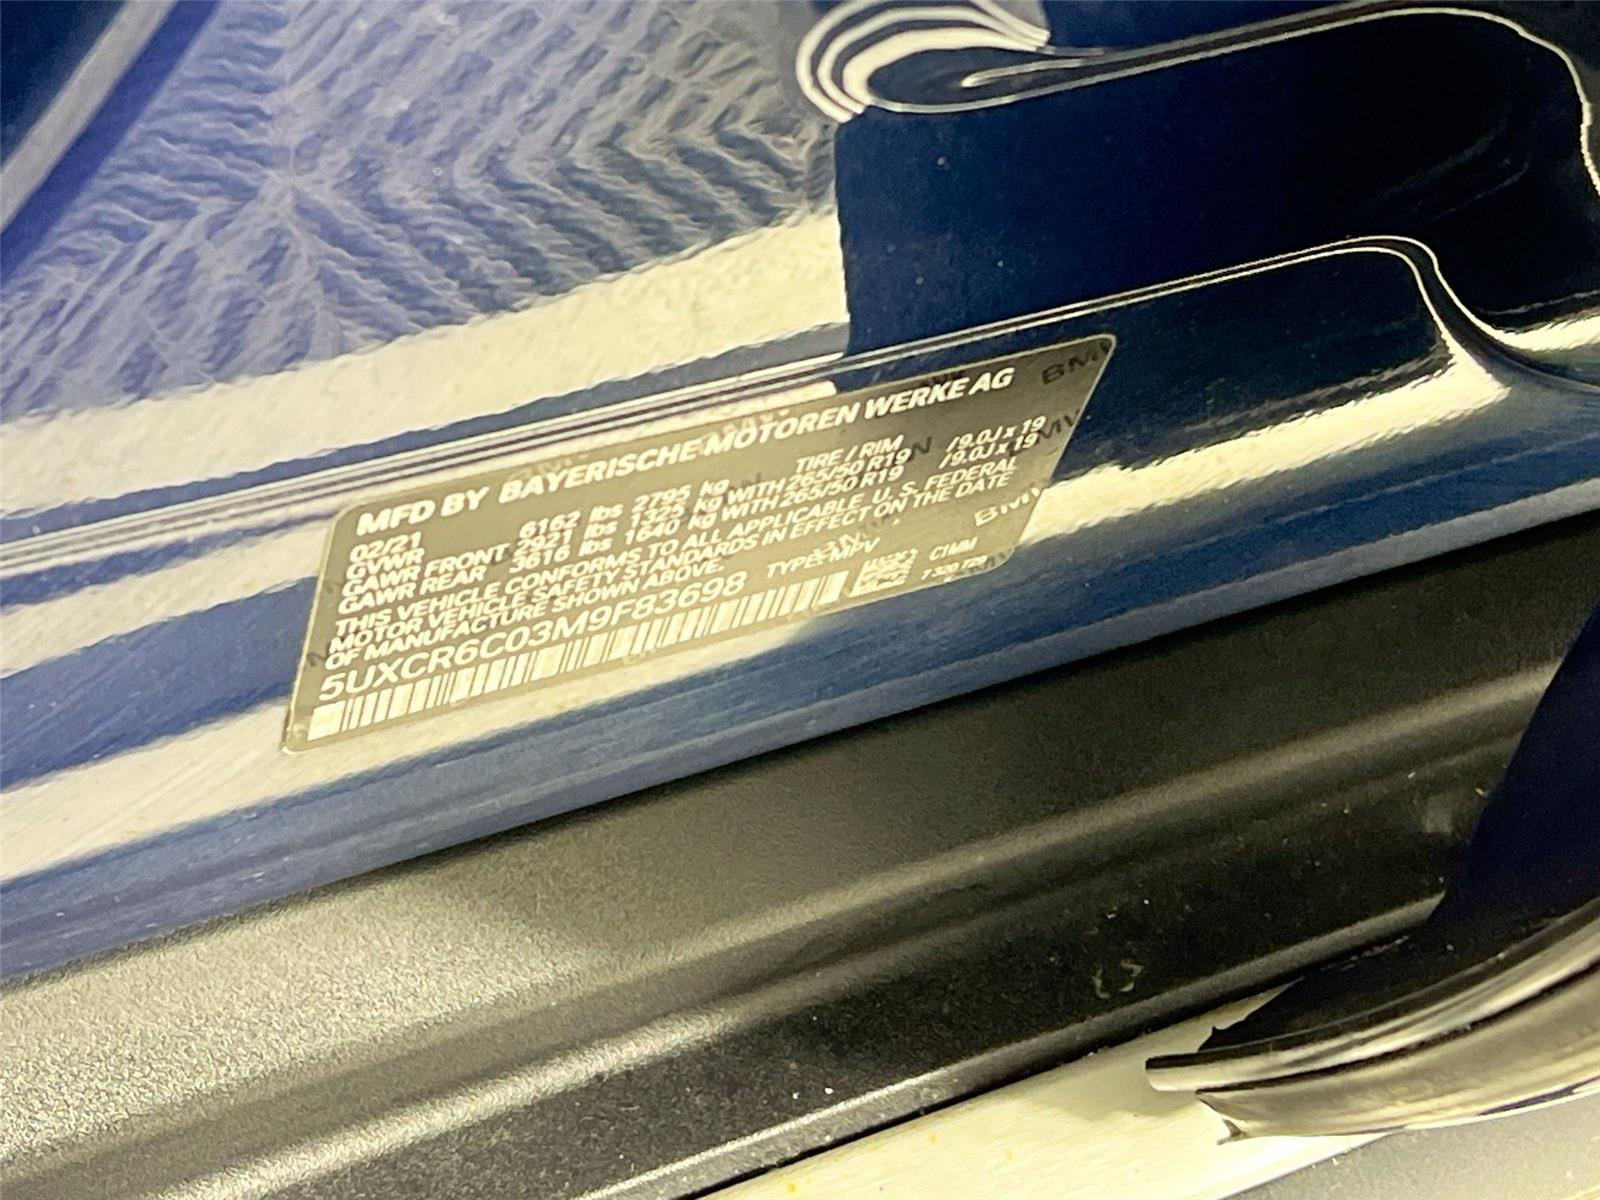 MFD BY BAYERISCHE MOTOREN WERKE AG
02/21 TIRE / RIM
GVWR 6162 lbs 2795 kg
GAWR FRONT 2921 lbs 1325 kg WITH 265/50 R19 /9.0J x 19
GAWR REAR 3616 lbs 1640 kg WITH 265/50 R19 /9.0J x 19
THIS VEHICLE CONFORMS TO ALL APPLICABLE U. S. FEDERAL
MOTOR VEHICLE SAFETY STANDARDS IN EFFECT ON THE DATE
OF MANUFACTURE SHOWN ABOVE.
5UXCR6C03M9F83698 TYPE: MPV
C1MM
7 320